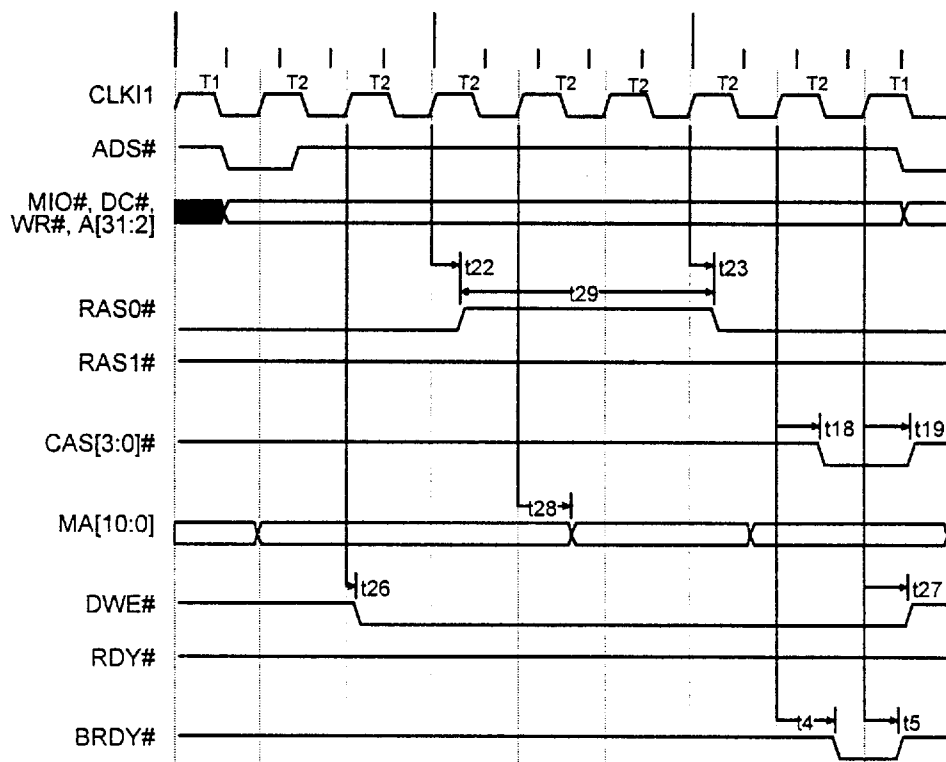 T1 T2 T2 T2 T2 T2 T2 T2 T1
CLKI1
ADS#
MIO#, DC#,
WR#, A[31:2]
t22 t23
t29
RAS0#
RAS1#
CAS[3:0]# t18 t19
t28
MA[10:0]
t26 t27
DWE#
RDY#
t4 t5
BRDY#